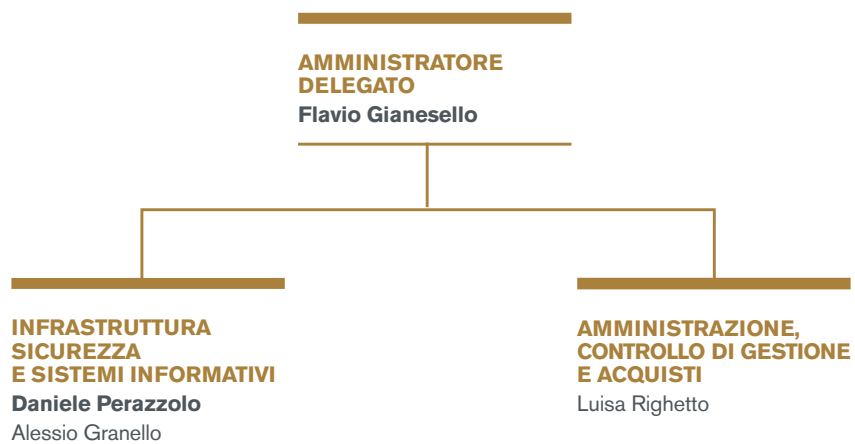 AMMINISTRATORE
DELEGATO
Flavio Gianesello
INFRASTRUTTURA
SICUREZZA
E SISTEMI INFORMATIVI
Daniele Perazzolo
Alessio Granello
AMMINISTRAZIONE,
CONTROLLO DI GESTIONE
E ACQUISTI
Luisa Righetto